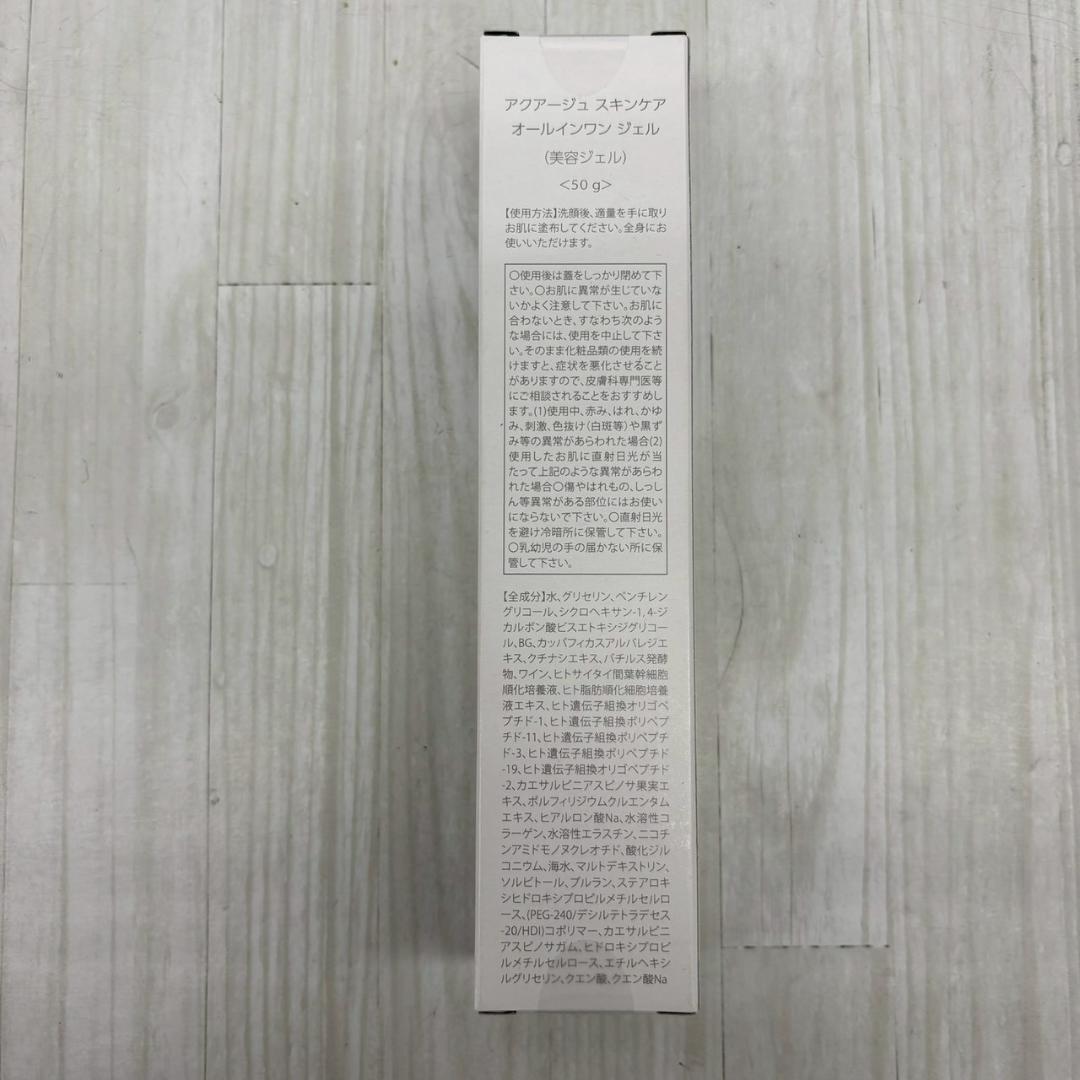 アクアージュ スキンケア
オールインワン ジェル
(美容ジェル)
<50 g>
【使用方法】洗顔後、適量を手に取り
お肌に塗布してください。全身にお
使いいただけます。
〇使用後は蓋をしっかり閉めて下
さい。〇お肌に異常が生じていな
いかよく注意して下さい。お肌に
合わないとき、すなわち次のよう
な場合には、使用を中止して下さ
い。そのまま化粧品類の使用を続
けますと、症状を悪化させること
がありますので、皮膚科専門医等
にご相談されることをおすすめし
ます。(1)使用中、赤み、はれ、かゆ
み、刺激、色抜け(白斑等)や黒ず
み等の異常があらわれた場合(2)
使用したお肌に直射日光が当
たって上記のような異常があらわ
れた場合〇傷やはれもの、しっし
ん等異常がある部位にはお使い
にならないで下さい。〇直射日光
を避け冷暗所に保管して下さい。
〇乳幼児の手の届かない所に保
管して下さい。
【全成分】水、グリセリン、ペンチレン
グリコール、シクロヘキサン-1,4-ジ
カルボン酸ビスエトキシジグリコー
ル、BG、カッパフィカスアルバレジエ
キス、クチナシエキス、バチルス発酵
物、ワイン、ヒトサイタイ間葉幹細胞
順化培養液、ヒト脂肪順化細胞培養
液エキス、ヒト遺伝子組換オリゴペ
プチド-1、ヒト遺伝子組換ポリペプ
チド-11、ヒト遺伝子組換ポリペプチ
ド-3、ヒト遺伝子組換ポリペプチド
-19、ヒト遺伝子組換オリゴペプチド
-2、カエサルピニアスピノサ果実エ
キス、ポルフィリジウムクルエンタム
エキス、ヒアルロン酸Na、水溶性コ
ラーゲン、水溶性エラスチン、ニコチ
ンアミドモノヌクレオチド、酸化ジル
コニウム、海水、マルトデキストリン、
ソルビトール、プルラン、ステアロキ
シヒドロキシプロピルメチルセルロ
ース、(PEG-240/デシルテトラデセス
-20/HDI)コポリマー、カエサルピニ
アスピノサガム、ヒドロキシプロピ
ルメチルセルロース、エチルヘキシ
ルグリセリン、クエン酸、クエン酸Na